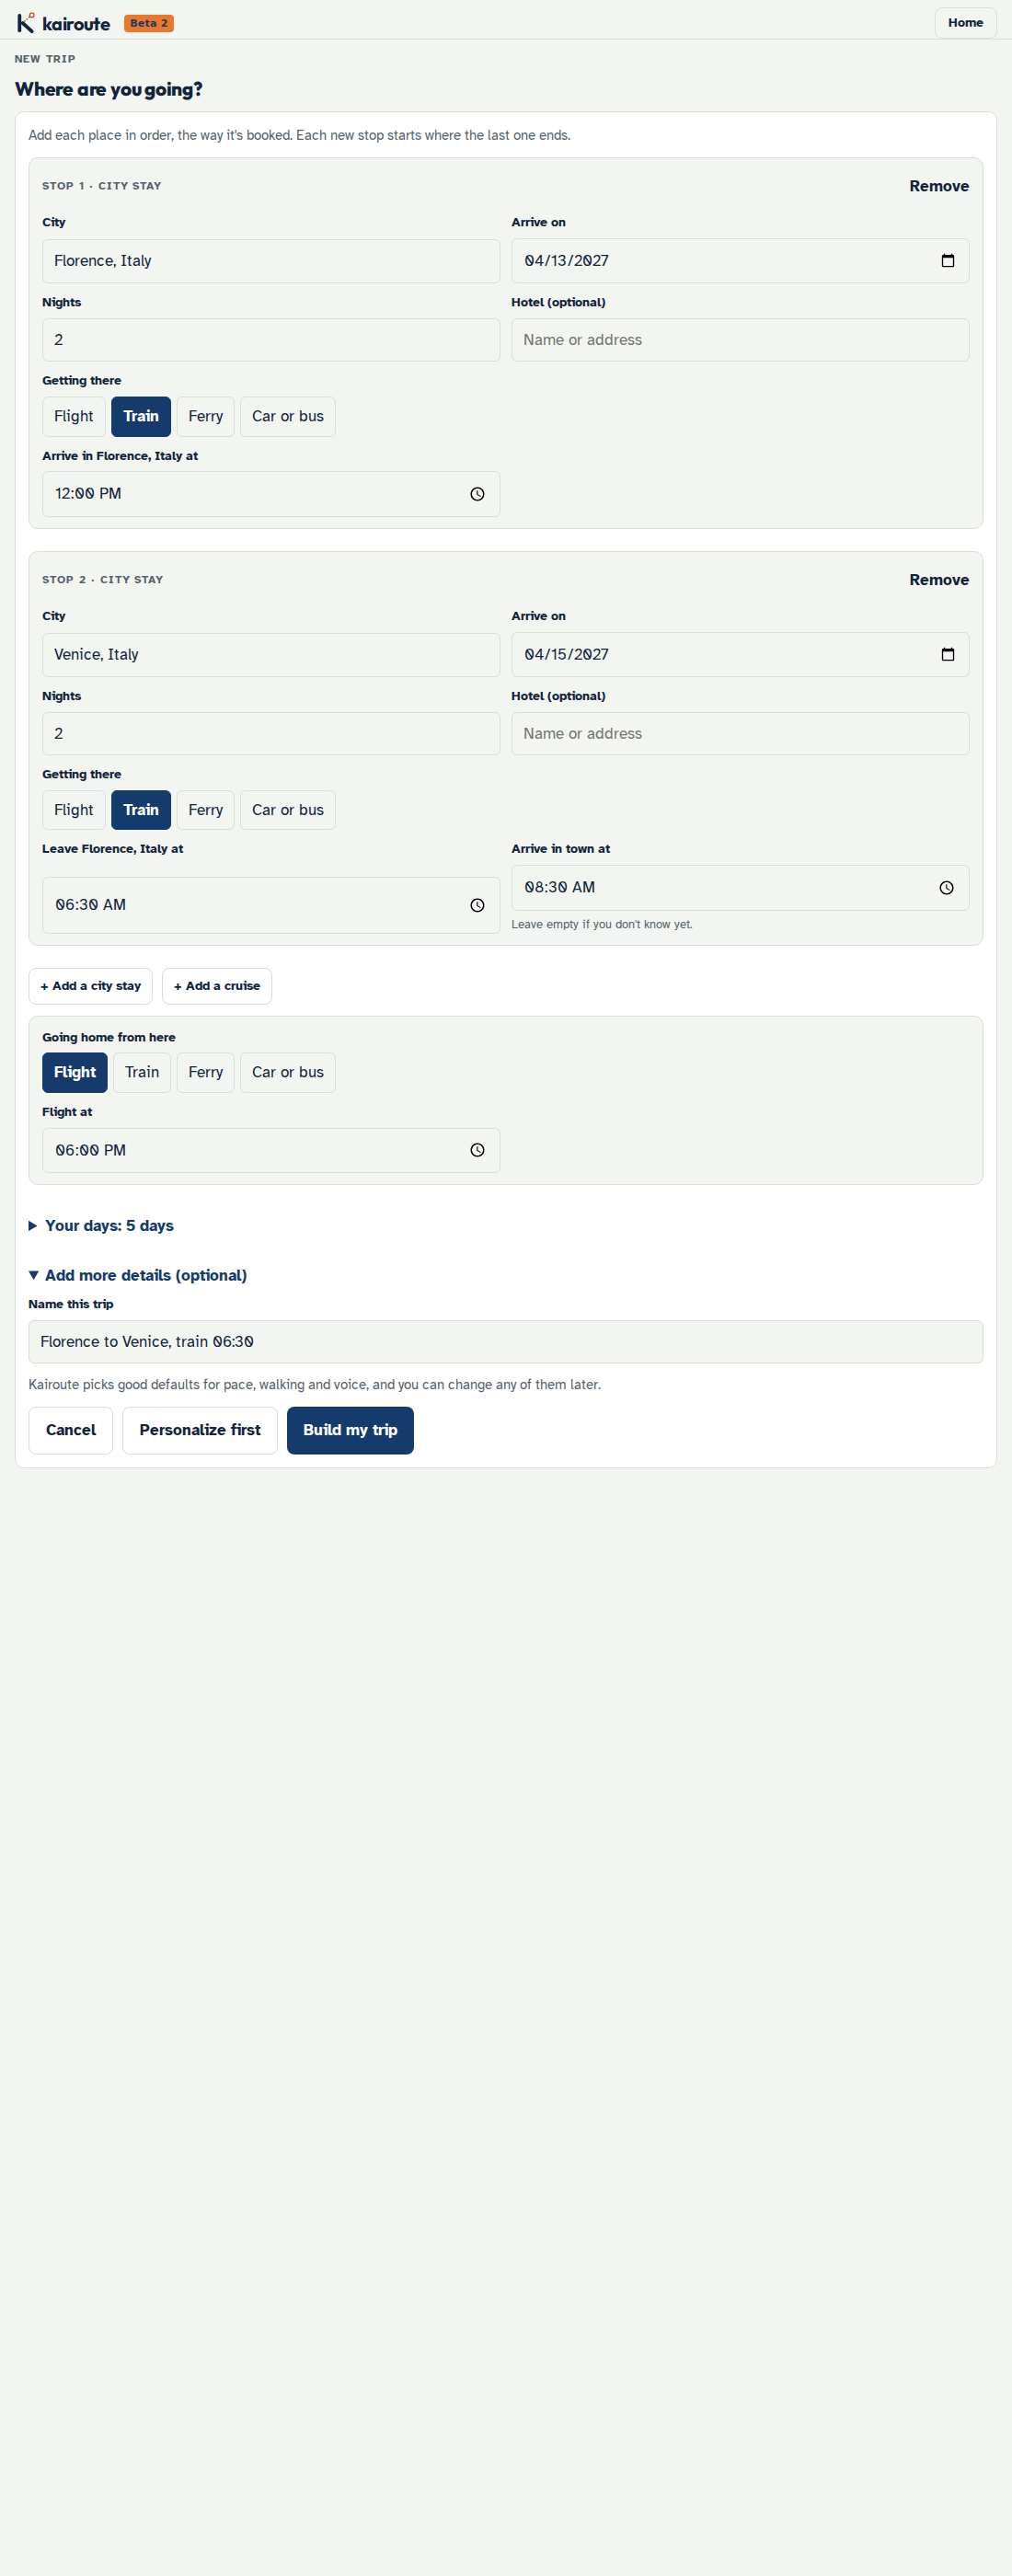 kairoute Beta 2 Home
NEW TRIP
Where are you going?
Add each place in order, the way it's booked. Each new stop starts where the last one ends.
STOP 1 · CITY STAY Remove
City Arrive on
Florence, Italy 04/13/2027
Nights Hotel (optional)
2 Name or address
Getting there
Flight Train Ferry Car or bus
Arrive in Florence, Italy at
12:00 PM
STOP 2 · CITY STAY Remove
City Arrive on
Venice, Italy 04/15/2027
Nights Hotel (optional)
2 Name or address
Getting there
Flight Train Ferry Car or bus
Leave Florence, Italy at Arrive in town at
06:30 AM 08:30 AM
Leave empty if you don't know yet.
+ Add a city stay + Add a cruise
Going home from here
Flight Train Ferry Car or bus
Flight at
06:00 PM
Your days: 5 days
Add more details (optional)
Name this trip
Florence to Venice, train 06:30
Kairoute picks good defaults for pace, walking and voice, and you can change any of them later.
Cancel Personalize first Build my trip